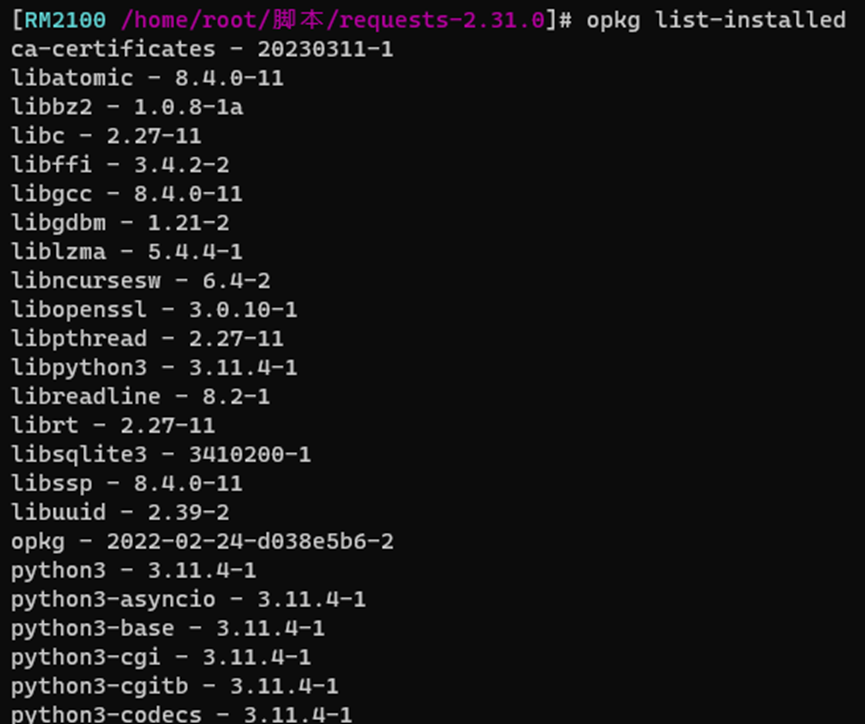 [RM2100 /home/root/脚本/requests-2.31.0]# opkg list-installed
ca-certificates - 20230311-1
libatomic - 8.4.0-11
libbz2 - 1.0.8-1a
libc - 2.27-11
libffi - 3.4.2-2
libgcc - 8.4.0-11
libgdbm - 1.21-2
liblzma - 5.4.4-1
libncursesw - 6.4-2
libopenssl - 3.0.10-1
libpthread - 2.27-11
libpython3 - 3.11.4-1
libreadline - 8.2-1
librt - 2.27-11
libsqlite3 - 3410200-1
libssp - 8.4.0-11
libuuid - 2.39-2
opkg - 2022-02-24-d038e5b6-2
python3 - 3.11.4-1
python3-asyncio - 3.11.4-1
python3-base - 3.11.4-1
python3-cgi - 3.11.4-1
python3-cgitb - 3.11.4-1
python3-codecs - 3.11.4-1